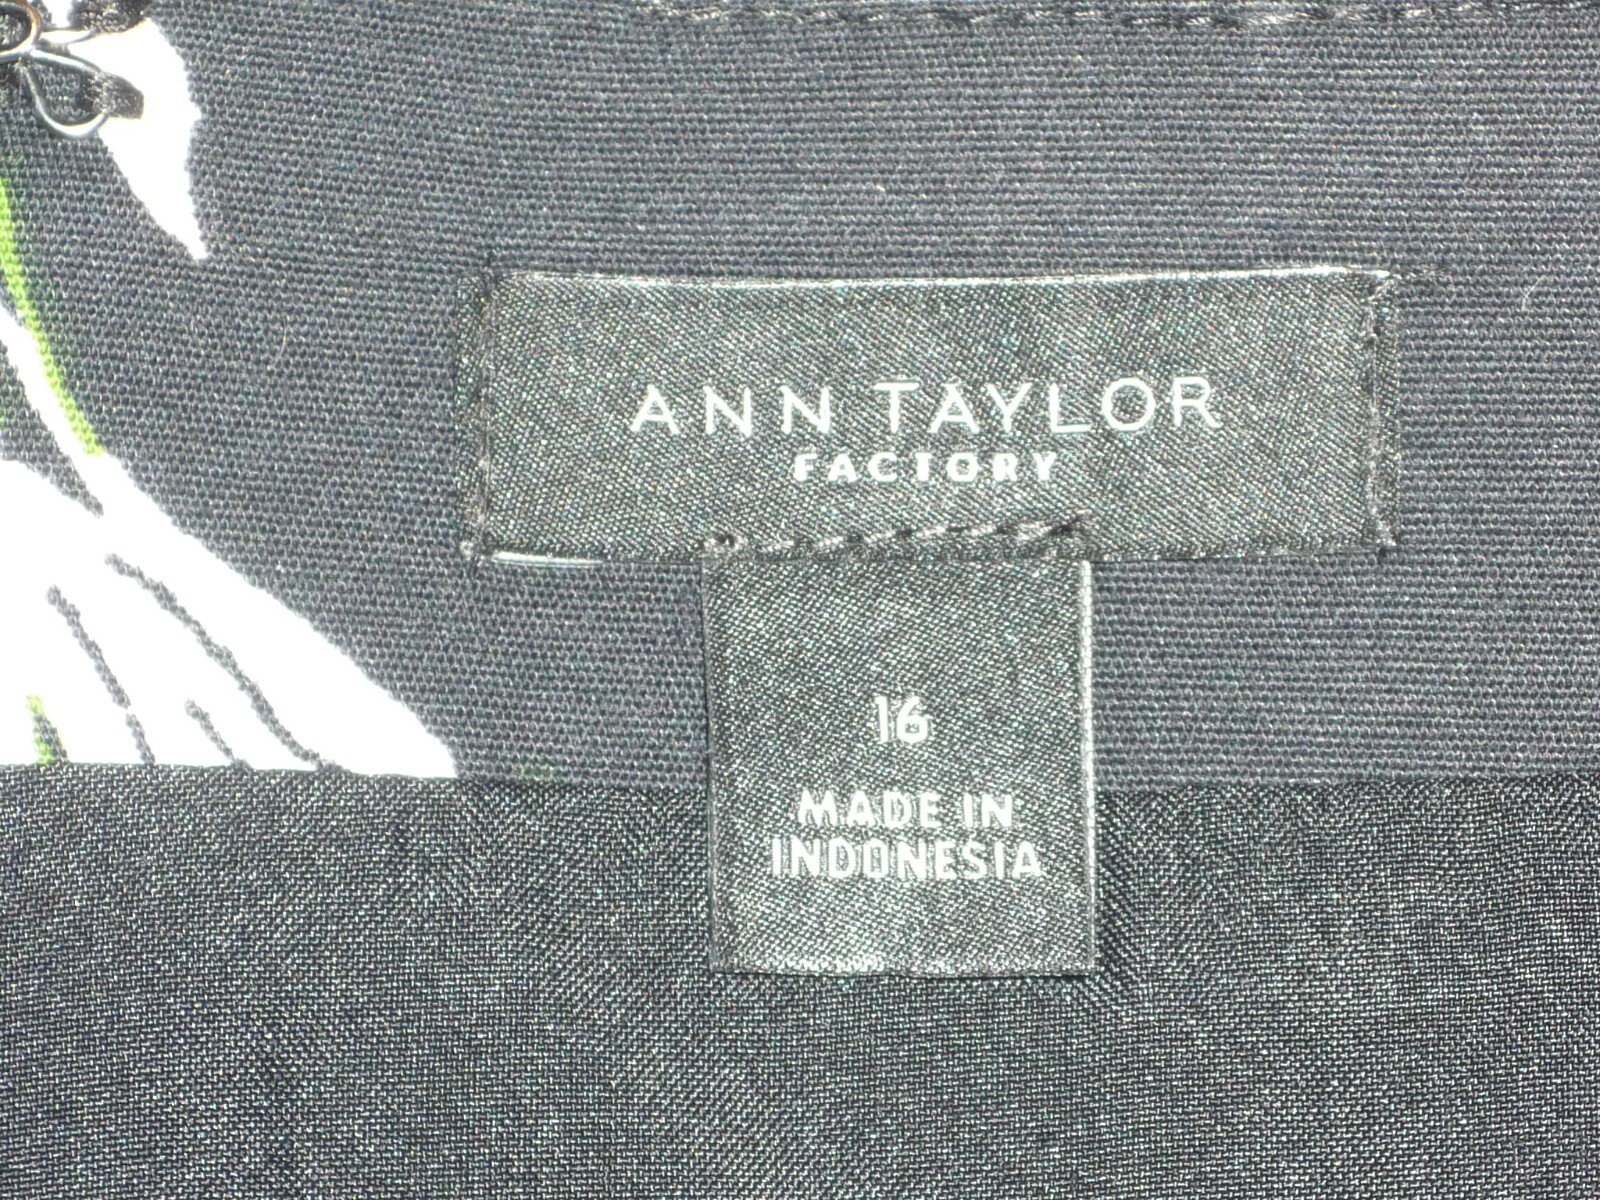 ANN TAYLOR
FACTORY
16
MADE IN
INDONESIA